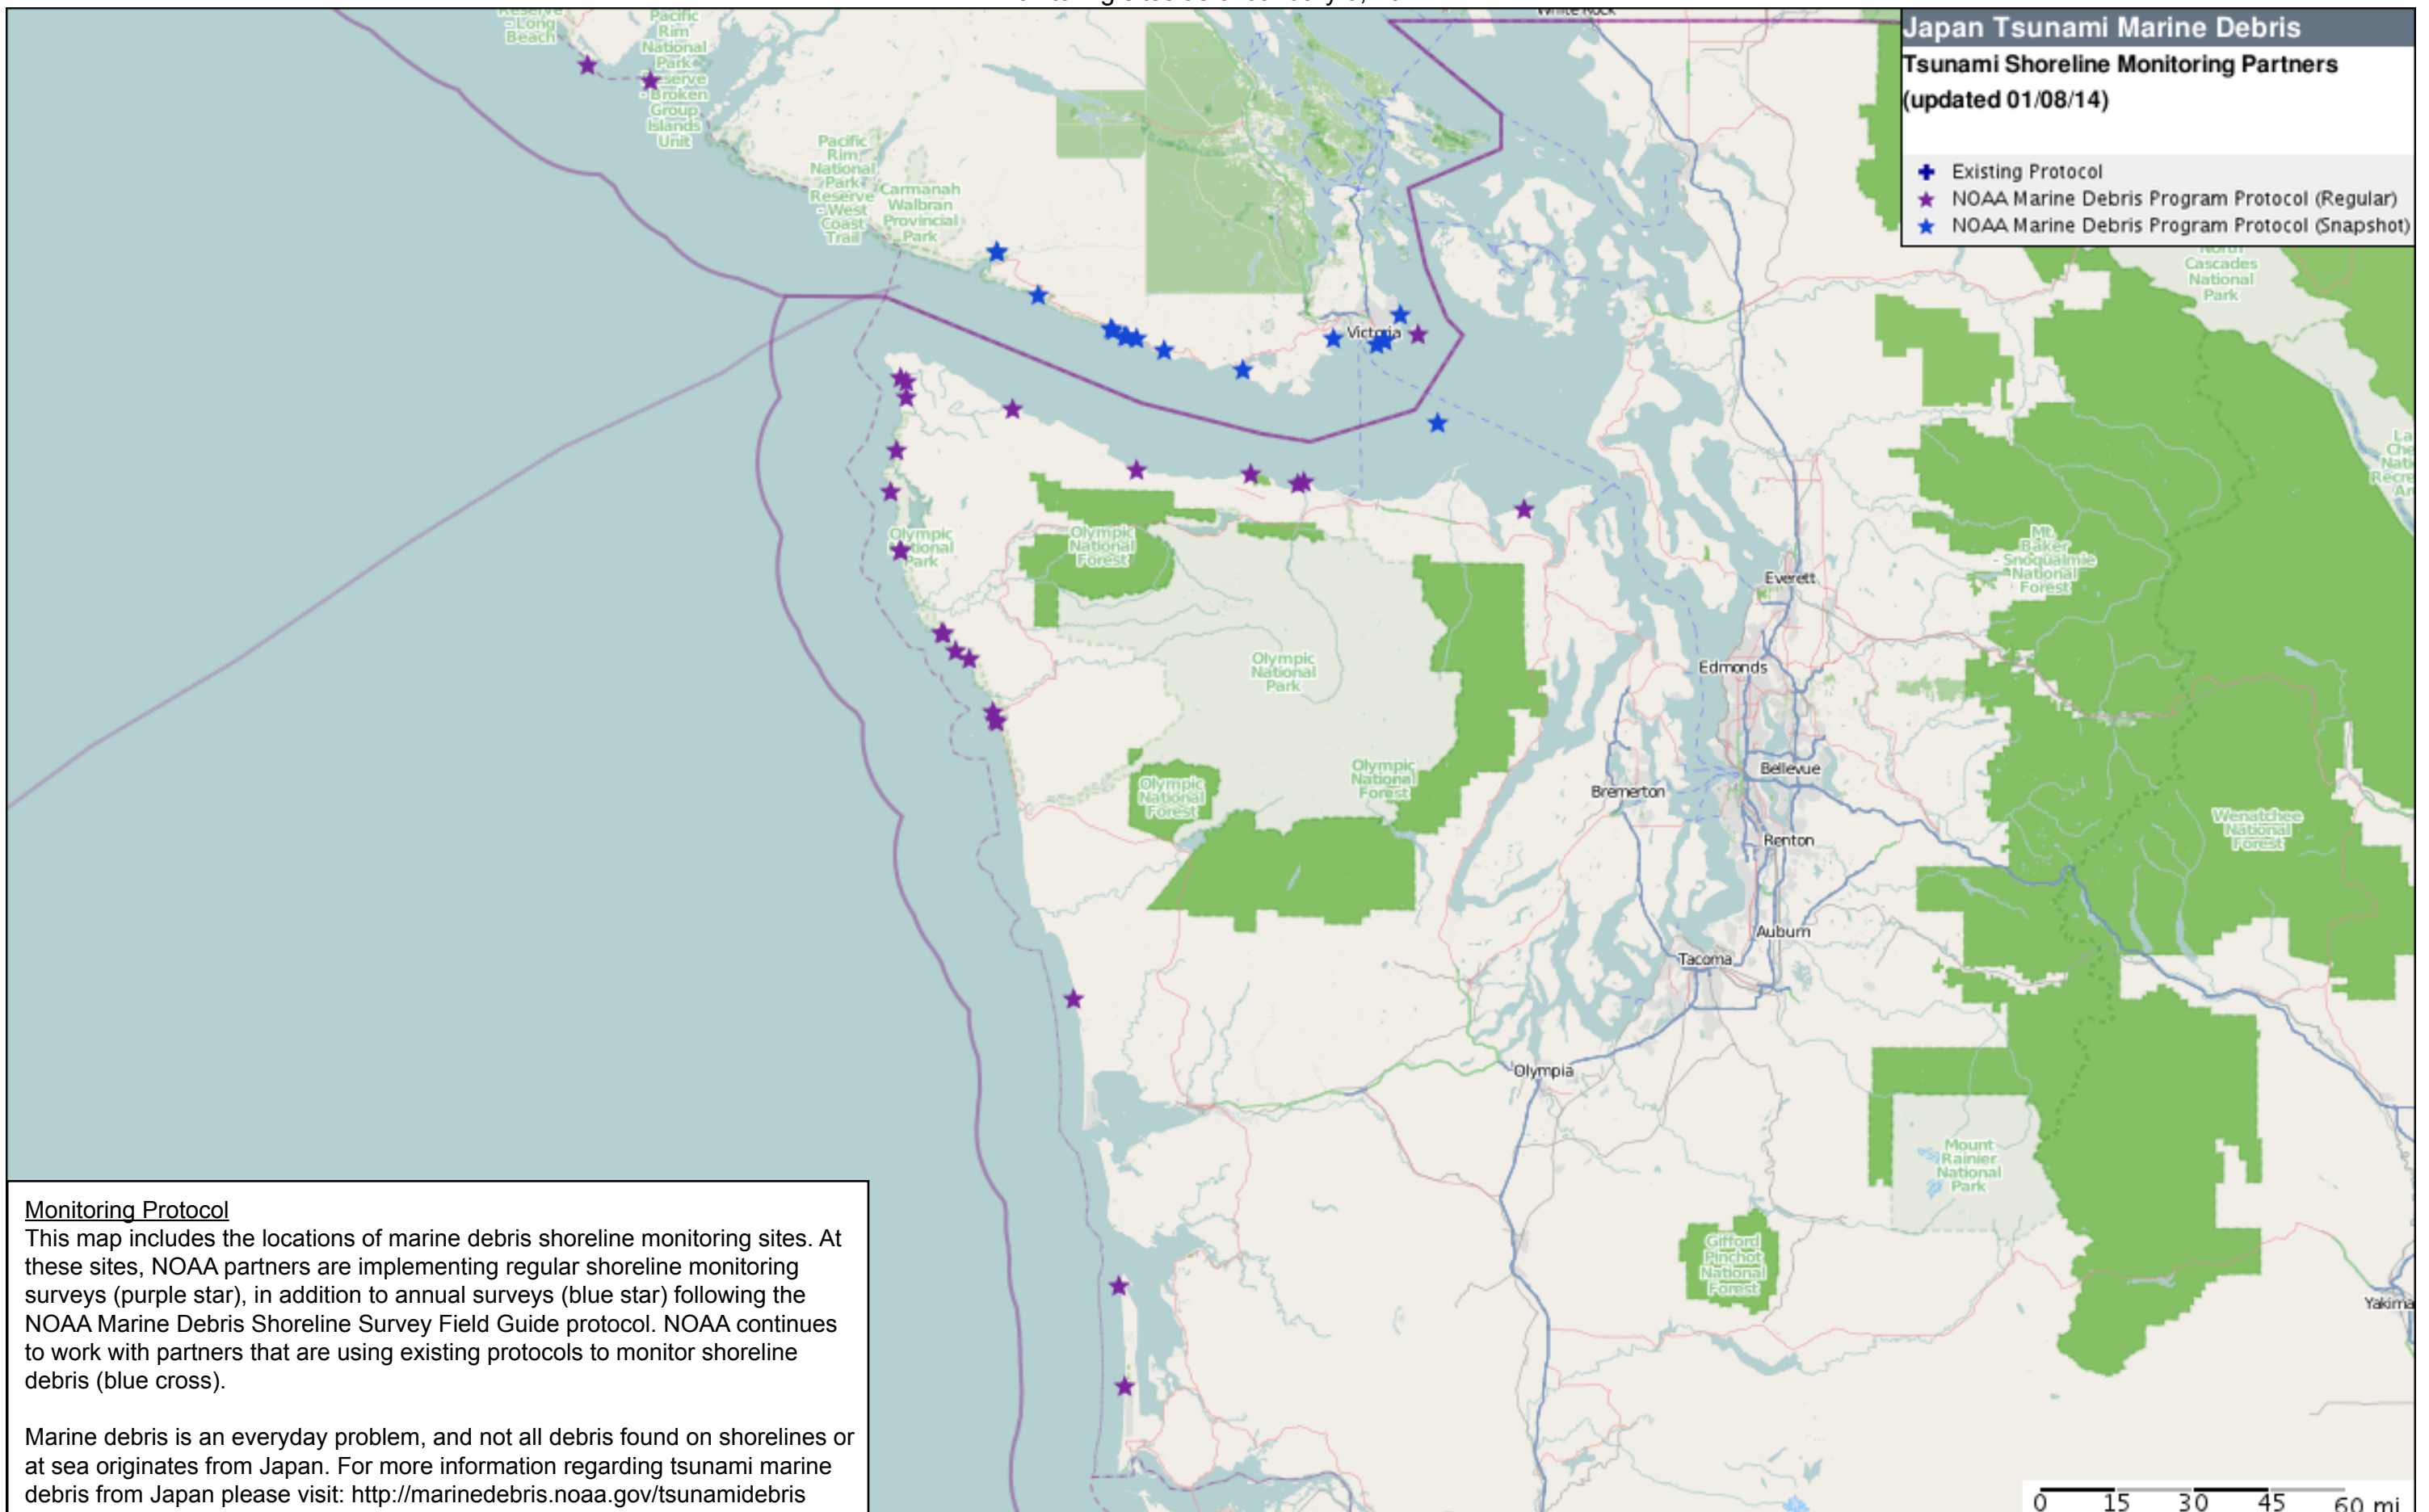 White Rock
Japan Tsunami Marine Debris
Tsunami Shoreline Monitoring Partners
(updated 01/08/14)
Existing Protocol
NOAA Marine Debris Program Protocol (Regular)
NOAA Marine Debris Program Protocol (Snapshot)
Reserve
- Long
Beach
Pacific
Rim
National
Park
Reserve
- Broken
Group
Islands
Unit
Pacific
Rim
National
Park
Reserve
- West
Coast
Trail
Carmanah
Walbran
Provincial
Park
North
Cascades
National
Park
Victoria
Olympic
National
Park
Olympic
National
Forest
Mt.
Baker
- Snoqualmie
National
Forest
Everett
Edmonds
Olympic
National
Park
Olympic
National
Forest
Olympic
National
Forest
Bellevue
Bremerton
Renton
Wenatchee
National
Forest
Auburn
Tacoma
Olympia
Mount
Rainier
National
Park
Gifford
Pinchot
National
Forest
Yakima
Monitoring Protocol
This map includes the locations of marine debris shoreline monitoring sites. At
these sites, NOAA partners are implementing regular shoreline monitoring
surveys (purple star), in addition to annual surveys (blue star) following the
NOAA Marine Debris Shoreline Survey Field Guide protocol. NOAA continues
to work with partners that are using existing protocols to monitor shoreline
debris (blue cross).
Marine debris is an everyday problem, and not all debris found on shorelines or
at sea originates from Japan. For more information regarding tsunami marine
debris from Japan please visit: http://marinedebris.noaa.gov/tsunamidebris
0 15 30 45 60 mi